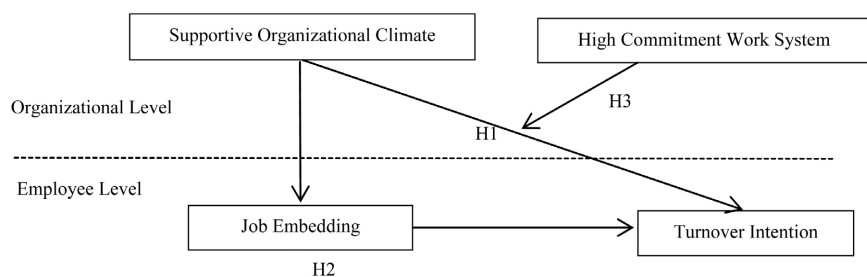 Supportive Organizational Climate
High Commitment Work System
Organizational Level
H3
H1
Employee Level
Job Embedding
Turnover Intention
H2